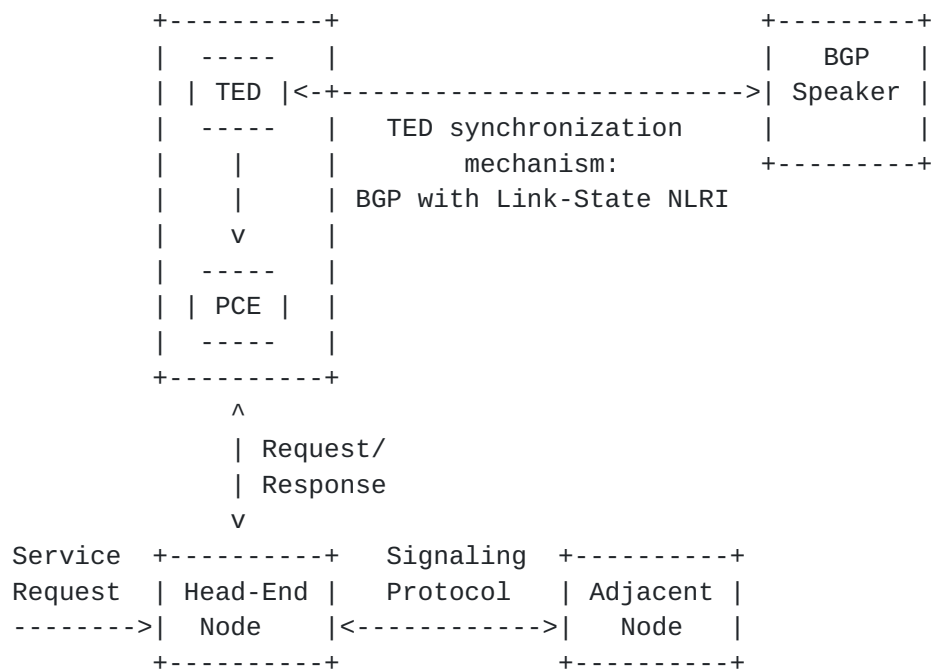 BGP
TED
Speaker
TED synchronization
mechanism:
BGP with Link-State NLRI
v
PCE
^
Request/
Response
v
Service
Signaling
Request
Head-End
Protocol
Adjacent
Node
Node